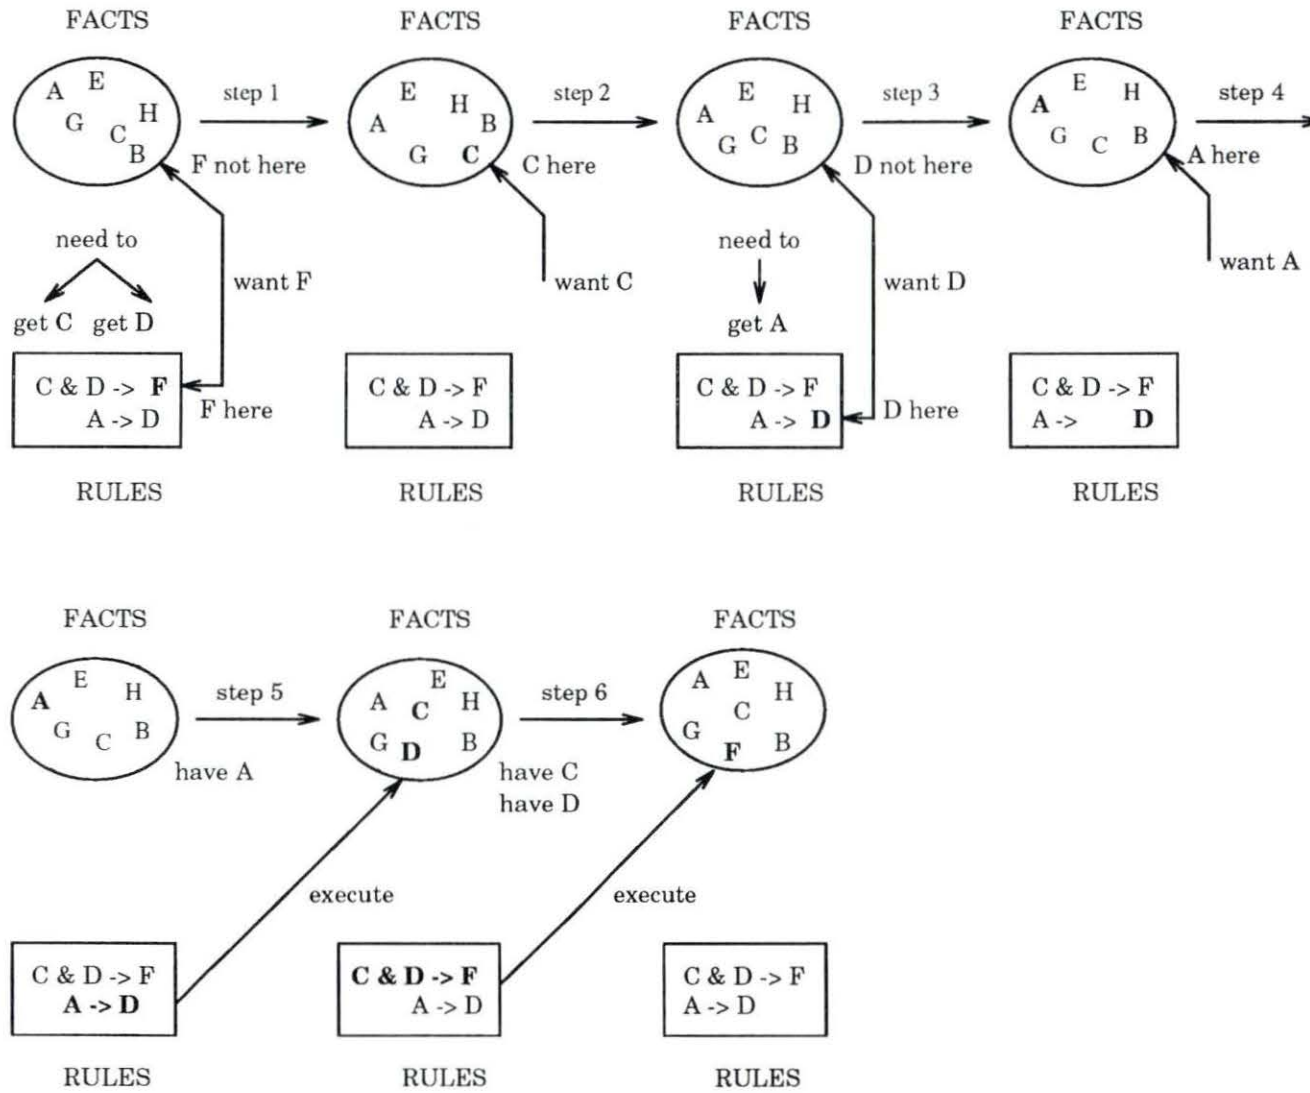 FACTS FACTS FACTS FACTS
A E G H C B
step 1
E H A B G C
step 2
E H A G C B
step 3
E H A G C B
step 4
F not here
C here
D not here
A here
need to
want F
want C
need to
want D
want A
get C get D
get A
C & D -> F
A -> D
F here
C & D -> F
A -> D
C & D -> F
A -> D
D here
C & D -> F
A -> D
RULES RULES RULES RULES
FACTS FACTS FACTS
A E H G C B
step 5
A E C H G D B
step 6
A E H C G F B
have A
have C
have D
execute
execute
C & D -> F
A -> D
C & D -> F
A -> D
C & D -> F
A -> D
RULES RULES RULES